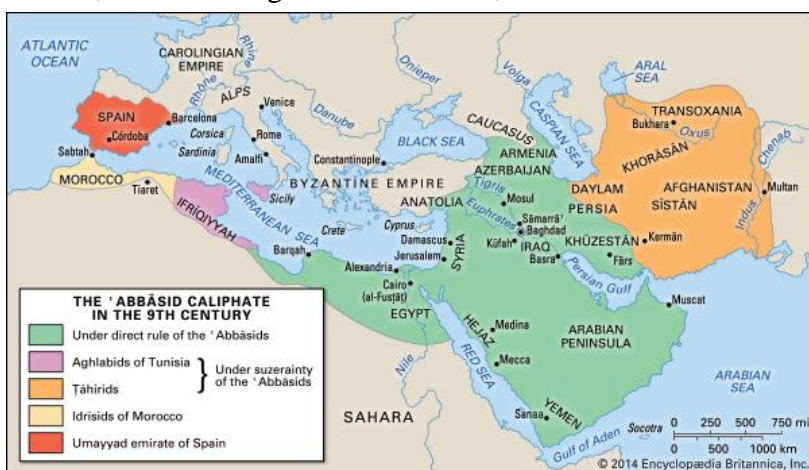 ATLANTIC
OCEAN
CAROLINGIAN
EMPIRE
Rhine
Rhône
ALPS
Venice
Danube
Dnieper
Volga
ARAL
SEA
SPAIN
Barcelona
Córdoba
Corsica
Rome
Sardinia
Amalfi
Sabtah
Constantinople
BLACK SEA
CAUCASUS
CASPIAN SEA
TRANSOXANIA
Bukhara
Oxus
Chenab
KHORĀSĀN
MOROCCO
Tiaret
MEDITERRANEAN SEA
Sicily
IFRĪQIYYAH
BYZANTINE EMPIRE
ANATOLIA
ARMENIA
AZERBAIJAN
Tigris
Mosul
DAYLAM
PERSIA
AFGHANISTAN
SĪSTĀN
Multan
Indus
Crete
Cyprus
Euphrates
Sāmarrāʾ
Baghdad
Damascus
SYRIA
Kūfah
IRAQ
KHŪZESTĀN
Kermān
Barqah
Jerusalem
Alexandria
Basra
Fārs
Cairo
(al-Fusṭāṭ)
EGYPT
Persian Gulf
Muscat
HEJAZ
Medina
ARABIAN
PENINSULA
Mecca
Nile
RED SEA
SAHARA
YEMEN
Sanaa
ARABIAN
SEA
Gulf of Aden
Socotra
THE ʿABBĀSID CALIPHATE
IN THE 9TH CENTURY
Under direct rule of the ʿAbbāsids
Aghlabids of Tunisia
Ṭāhirids
Under suzerainty
of the ʿAbbāsids
Idrisids of Morocco
Umayyad emirate of Spain
0 250 500 750 mi
0 500 1000 km
© 2014 Encyclopædia Britannica, Inc.